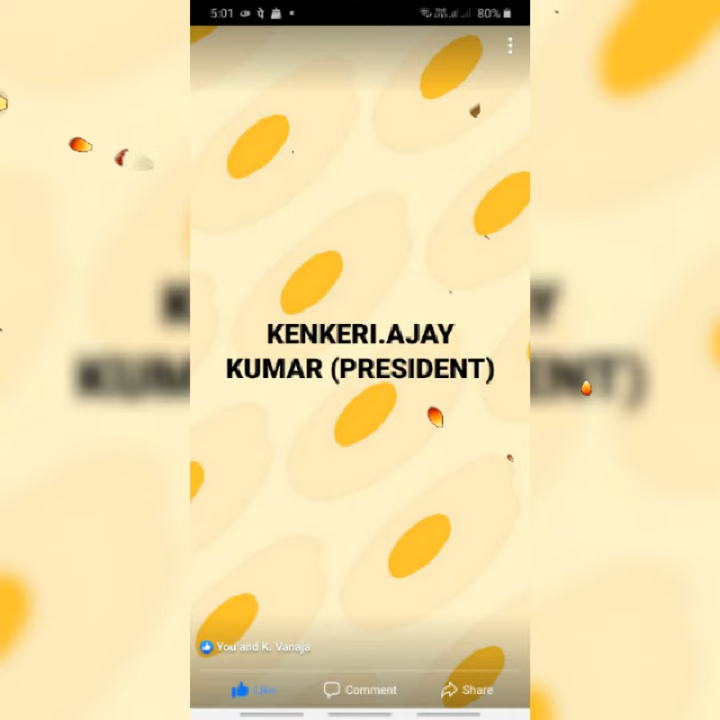 5:01
80%
KENKERI.AJAY
KUMAR (PRESIDENT)
You and K. Vanaja
Like Comment Share